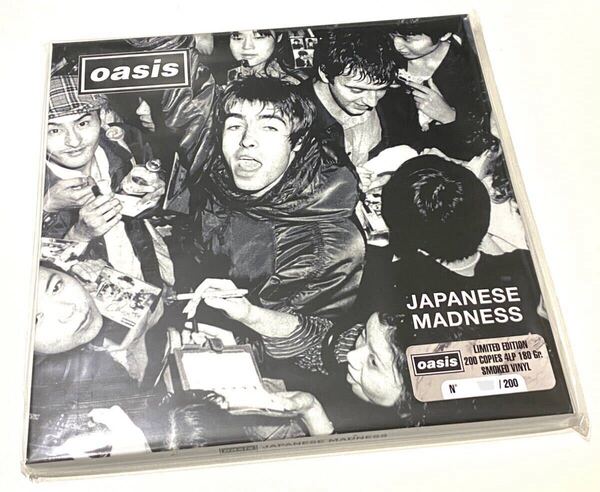 oasis
JAPANESE
MADNESS
LIMITED EDITION
oasis
200 COPIES 4LP 180 Gr.
SMOKED VINYL
N° /200
oasis JAPANESE MADNESS